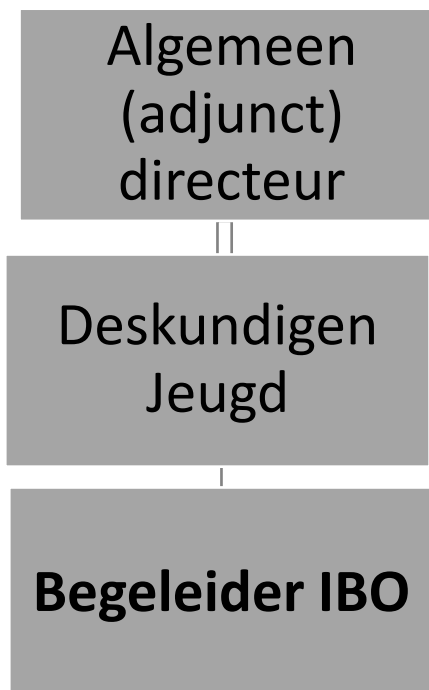 Algemeen
(adjunct)
directeur
Deskundigen
Jeugd
Begeleider IBO